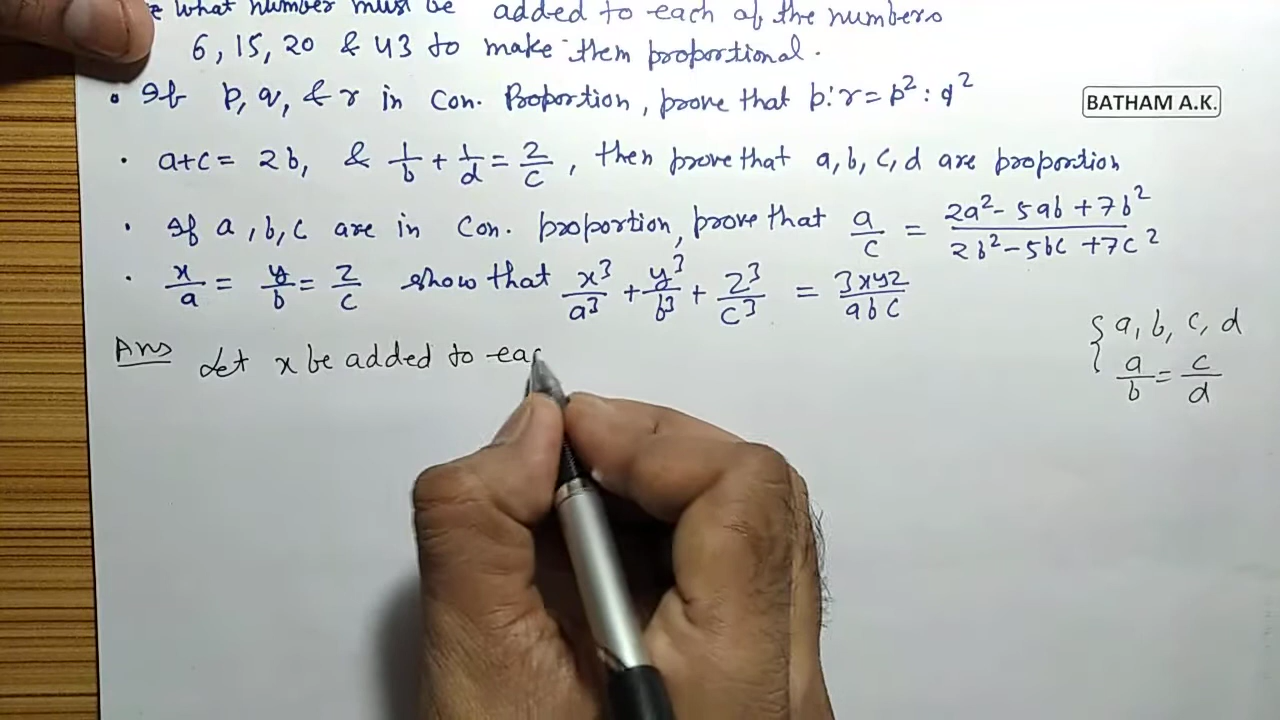 what number must be added to each of the numbers
6, 15, 20 & 43 to make them proportional.
• If p, q, & r in Con. Proportion, prove that p:r = p² : q²
BATHAM A.K.
• a+c = 2b, & 1/b + 1/d = 2/c, then prove that a, b, c, d are proportion
• If a, b, c are in Con. proportion, prove that a/c = (2a² - 5ab + 7b²)/(2b² - 5bc + 7c²)
• x/a = y/b = z/c show that x³/a³ + y³/b³ + z³/c³ = 3xyz/abc
Ans Let x be added to eac
{ a, b, c, d
a/b = c/d